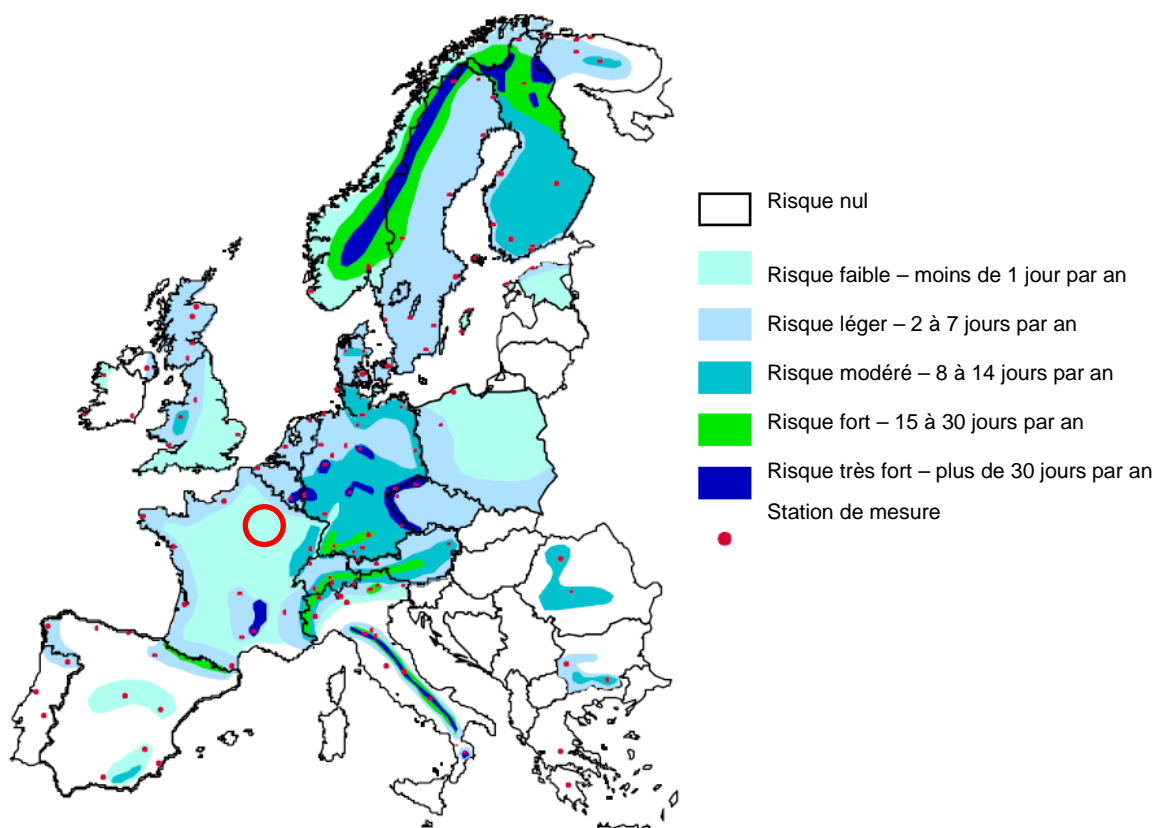 Risque nul
Risque faible – moins de 1 jour par an
Risque léger – 2 à 7 jours par an
Risque modéré – 8 à 14 jours par an
Risque fort – 15 à 30 jours par an
Risque très fort – plus de 30 jours par an
Station de mesure